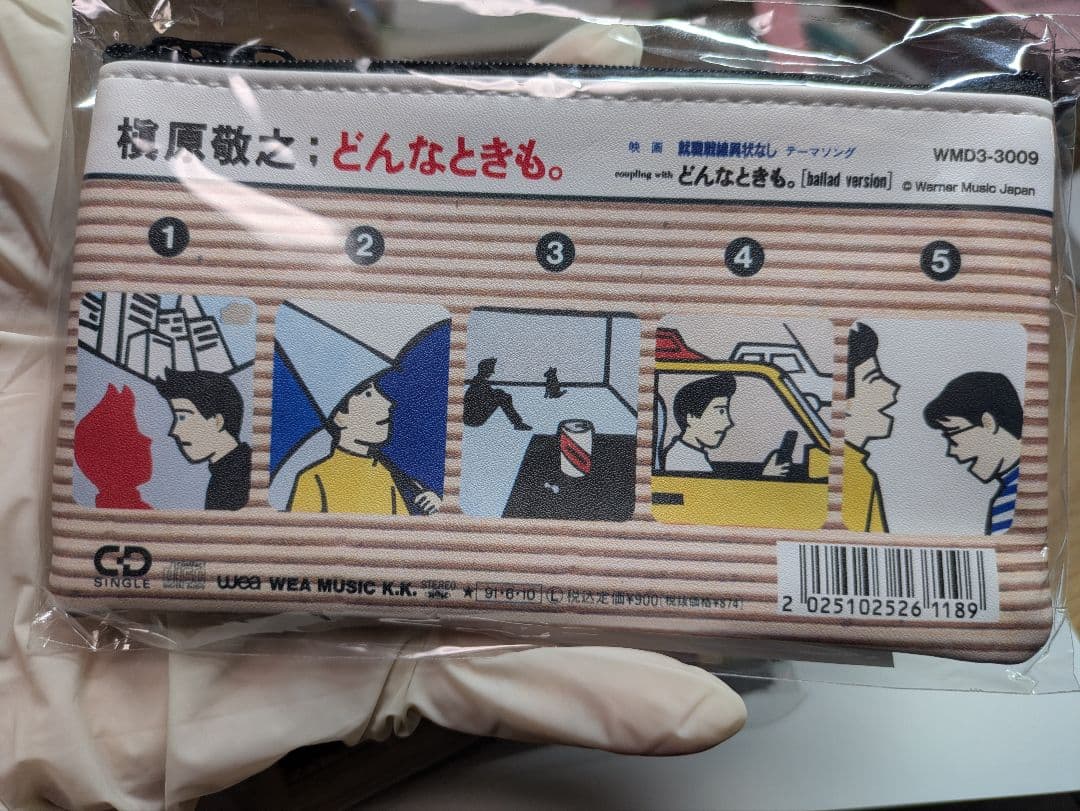 槇原敬之:どんなときも。
映画 就職戦線異状なし テーマソング
coupling with どんなときも。[ballad version]
WMD3-3009
© Warner Music Japan
1 2 3 4 5
CD
SINGLE
wea WEA MUSIC K.K. STEREO ★ 91・6・10 (L) 税込定価¥900(税抜価格¥874)
2 025102526 1189